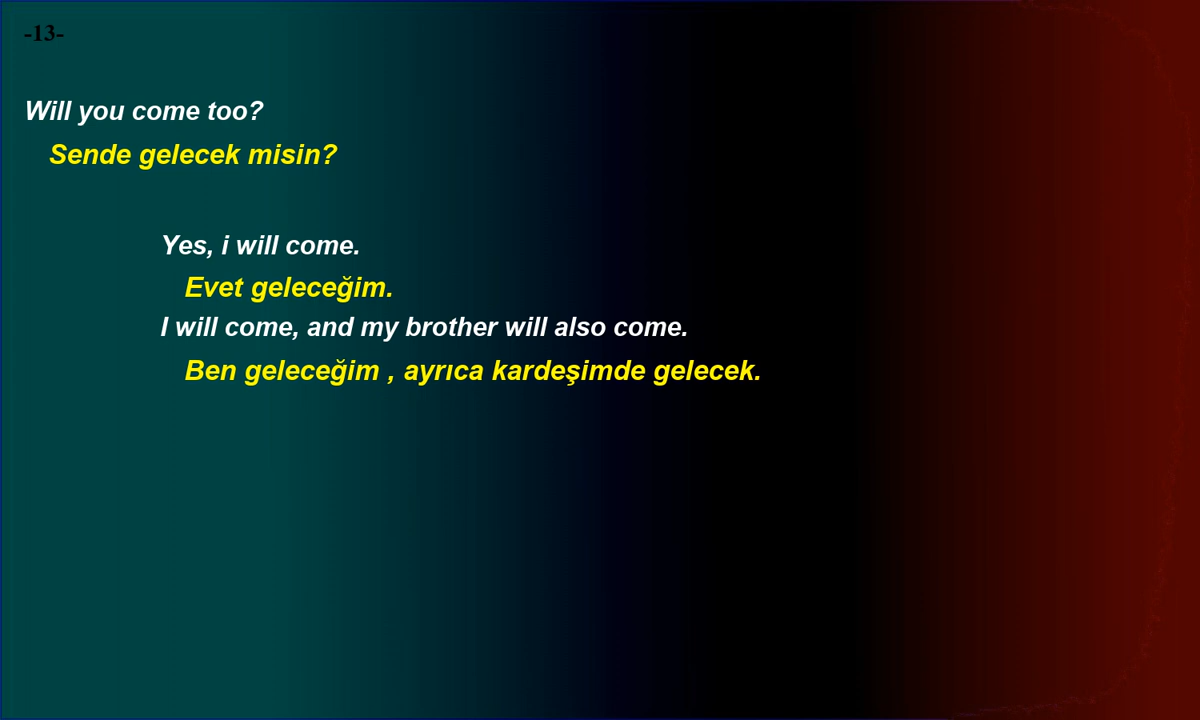 -13-
Will you come too?
Sende gelecek misin?
Yes, i will come.
Evet geleceğim.
I will come, and my brother will also come.
Ben geleceğim , ayrıca kardeşimde gelecek.